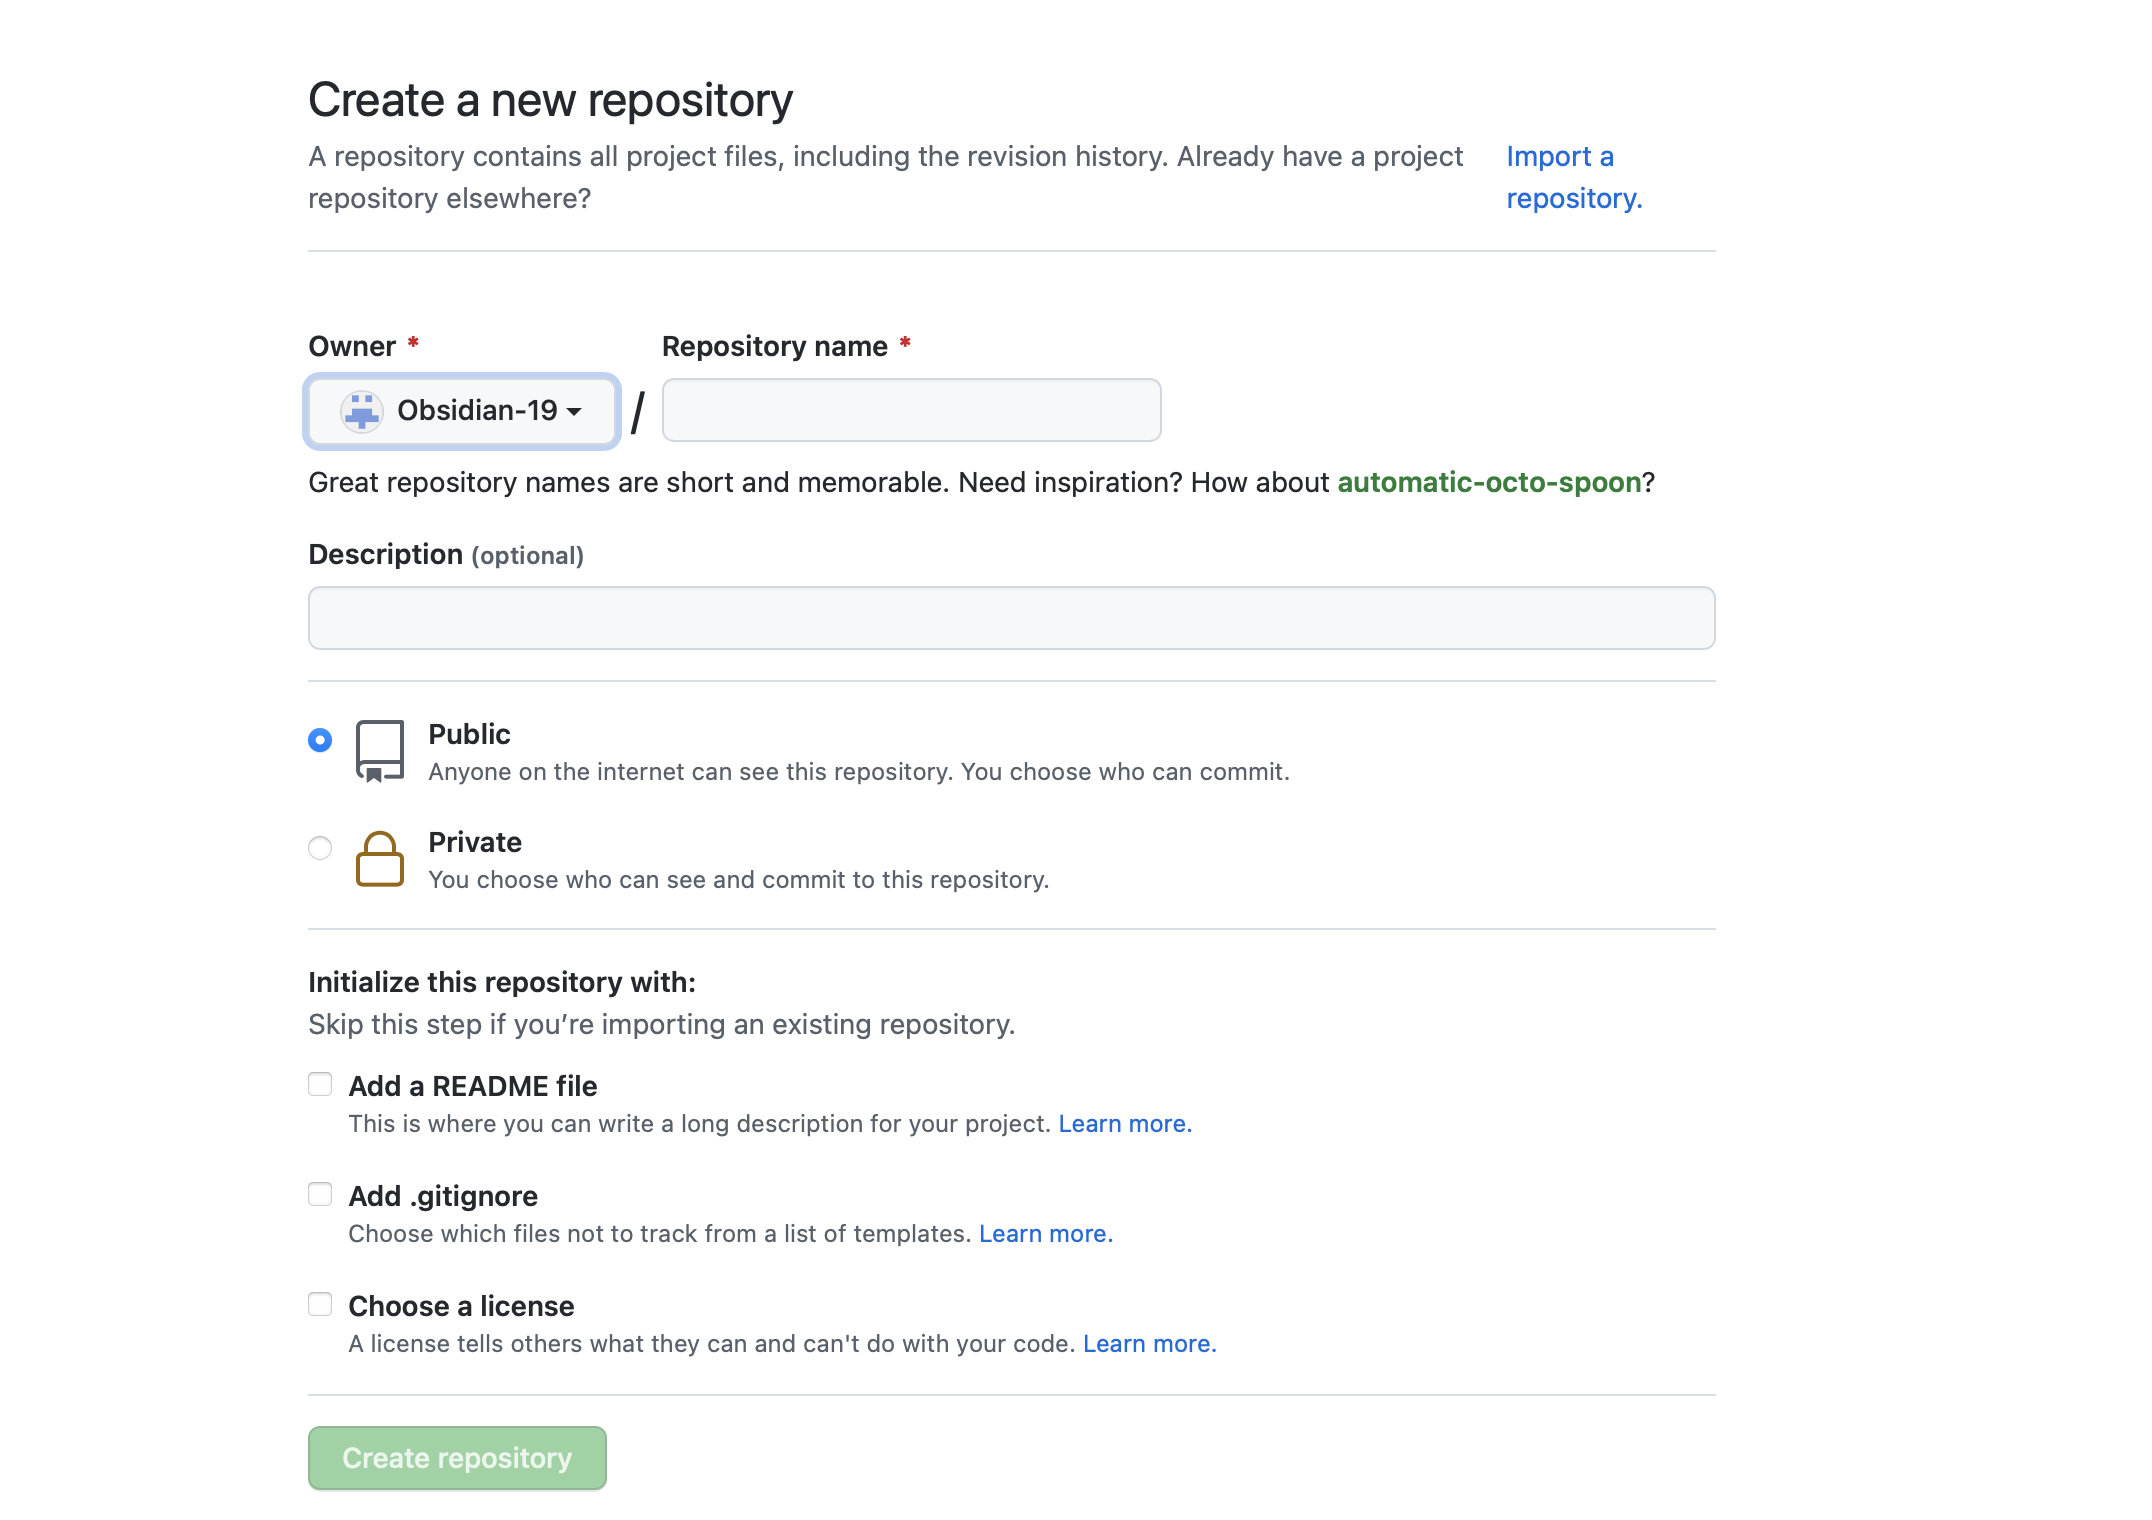 Create a new repository
A repository contains all project files, including the revision history. Already have a project
repository elsewhere?
Import a
repository.
Owner *
Repository name *
Obsidian-19 /
Great repository names are short and memorable. Need inspiration? How about automatic-octo-spoon?
Description (optional)
Public
Anyone on the internet can see this repository. You choose who can commit.
Private
You choose who can see and commit to this repository.
Initialize this repository with:
Skip this step if you’re importing an existing repository.
Add a README file
This is where you can write a long description for your project. Learn more.
Add .gitignore
Choose which files not to track from a list of templates. Learn more.
Choose a license
A license tells others what they can and can't do with your code. Learn more.
Create repository